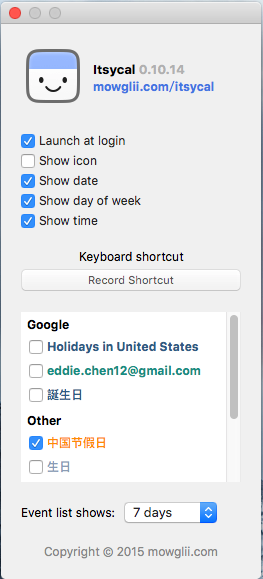 Itsycal 0.10.14
mowglii.com/itsycal
Launch at login
Show icon
Show date
Show day of week
Show time
Keyboard shortcut
Record Shortcut
Google
Holidays in United States
eddie.chen12@gmail.com
誕生日
Other
中国节假日
生日
Event list shows: 7 days
Copyright © 2015 mowglii.com